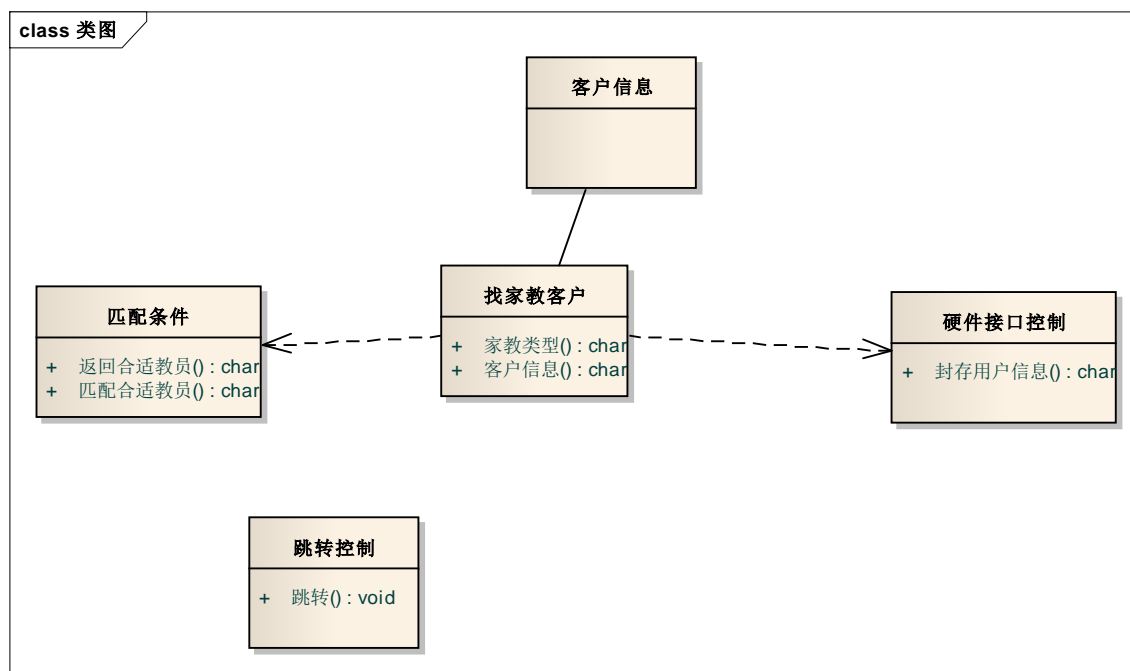 class 类图
客户信息
找家教客户
+ 家教类型() : char
+ 客户信息() : char
匹配条件
+ 返回合适教员() : char
+ 匹配合适教员() : char
硬件接口控制
+ 封存用户信息() : char
跳转控制
+ 跳转() : void